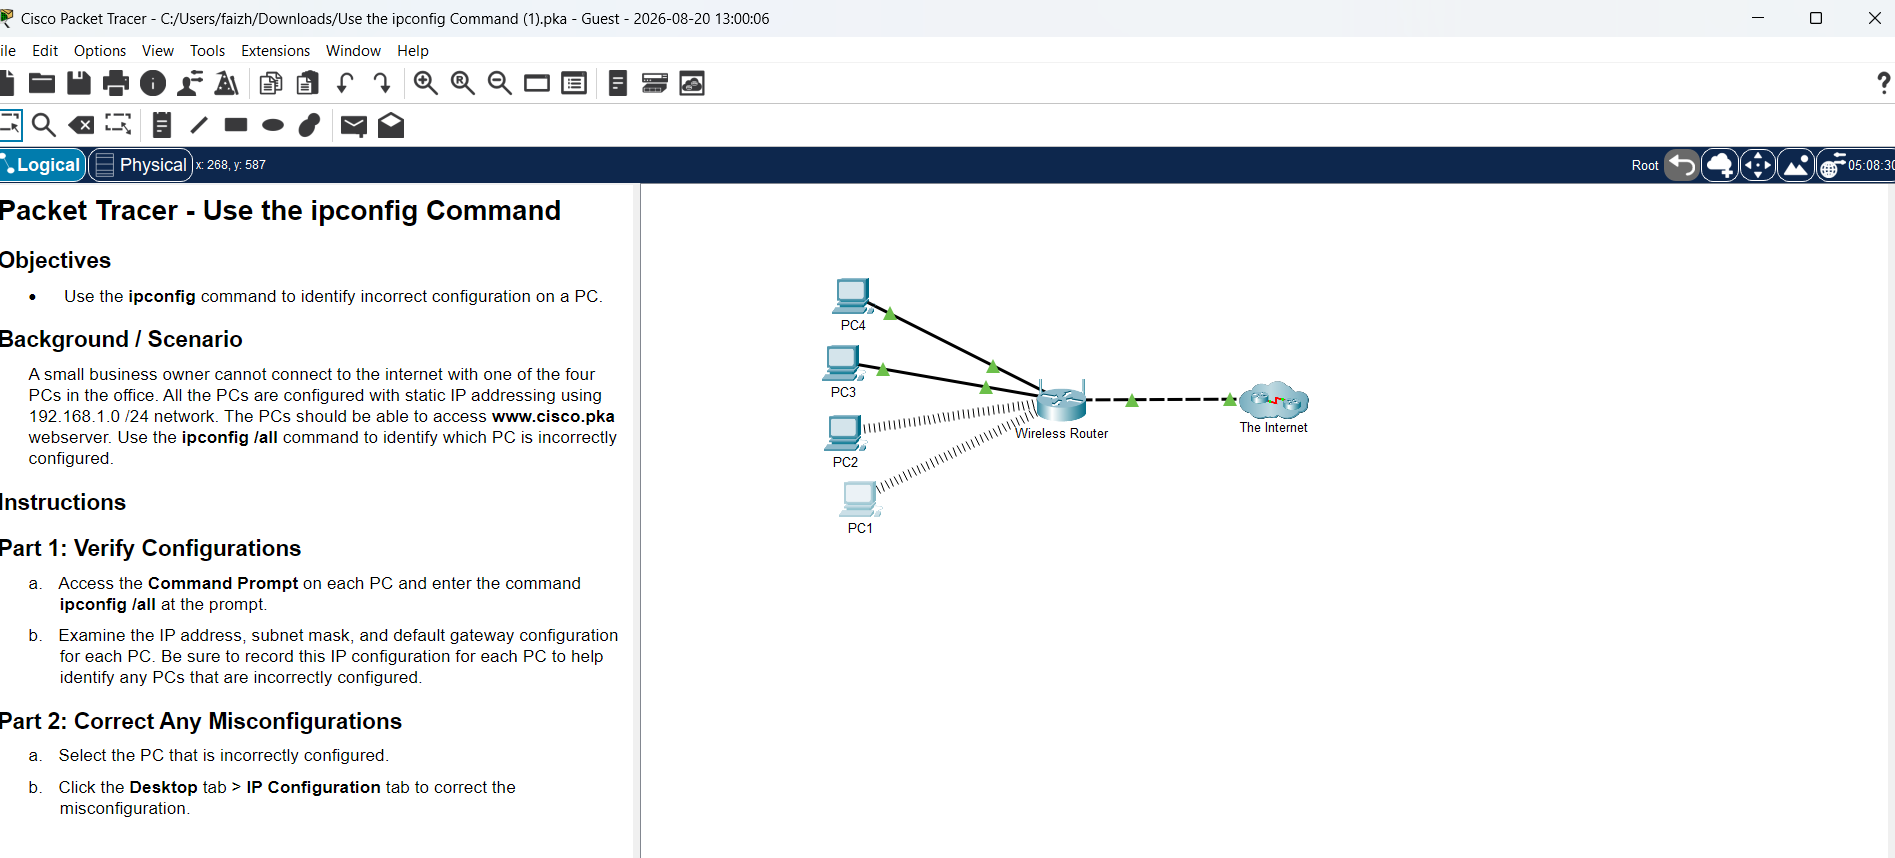 Cisco Packet Tracer - C:/Users/faizh/Downloads/Use the ipconfig Command (1).pka - Guest - 2026-08-20 13:00:06
ile Edit Options View Tools Extensions Window Help
?
Logical Physical x: 268, y: 587 Root 05:08:30
Packet Tracer - Use the ipconfig Command
Objectives
• Use the ipconfig command to identify incorrect configuration on a PC.
Background / Scenario
A small business owner cannot connect to the internet with one of the four
PCs in the office. All the PCs are configured with static IP addressing using
192.168.1.0 /24 network. The PCs should be able to access www.cisco.pka
webserver. Use the ipconfig /all command to identify which PC is incorrectly
configured.
Instructions
Part 1: Verify Configurations
a. Access the Command Prompt on each PC and enter the command
ipconfig /all at the prompt.
b. Examine the IP address, subnet mask, and default gateway configuration
for each PC. Be sure to record this IP configuration for each PC to help
identify any PCs that are incorrectly configured.
Part 2: Correct Any Misconfigurations
a. Select the PC that is incorrectly configured.
b. Click the Desktop tab > IP Configuration tab to correct the
misconfiguration.
PC4
PC3
PC2
PC1
Wireless Router
The Internet